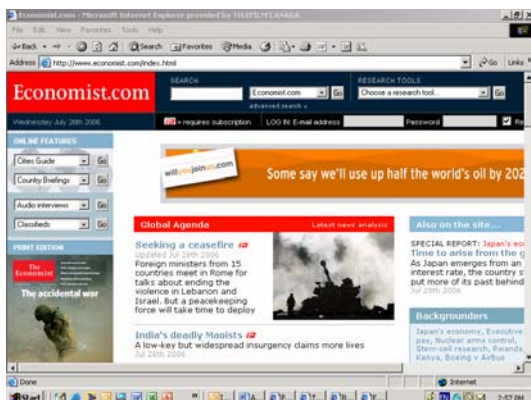 Economist.com - Microsoft Internet Explorer provided by TELEFILM CANADA
File Edit View Favorites Tools Help
Back Search Favorites Media
Address http://www.economist.com/index.html Go Links
Economist.com
SEARCH
Economist.com Go
advanced search
RESEARCH TOOLS
Choose a research tool... Go
Wednesday July 26th 2006
= requires subscription LOG IN: E-mail address Password Re
ONLINE FEATURES
Cities Guide Go
Country Briefings Go
Audio interviews Go
Classifieds Go
PRINT EDITION
The
Economist
The accidental war
willyoujoinus.com
Some say we'll use up half the world's oil by 202
Global Agenda Latest news analysis
Seeking a ceasefire
Updated Jul 26th 2006
Foreign ministers from 15
countries meet in Rome for
talks about ending the
violence in Lebanon and
Israel. But a peacekeeping
force will take time to deploy
India's deadly Maoists
A low-key but widespread insurgency claims more lives
Jul 26th 2006
Also on the site...
SPECIAL REPORT: Japan's ec
Time to arise from the g
As Japan emerges from an
interest rate, the country s
put more of its past behind
Jul 20th 2006
Backgrounders
Japan's economy, Executive
pay, Nuclear arms control,
Stem-cell research, Rwanda,
Kenya, Boeing v Airbus
Done Internet
Start 2:57 PM